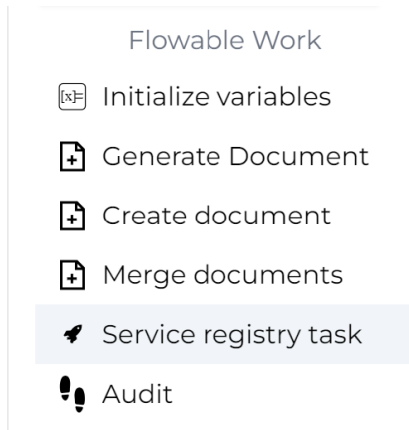 Flowable Work
[x]= Initialize variables
Generate Document
Create document
Merge documents
Service registry task
Audit